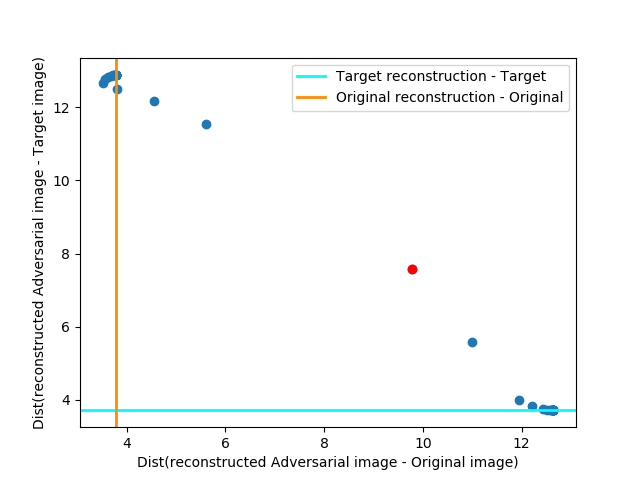 Target reconstruction - Target
Original reconstruction - Original
Dist(reconstructed Adversarial image - Target image)
12
10
8
6
4
4 6 8 10 12
Dist(reconstructed Adversarial image - Original image)